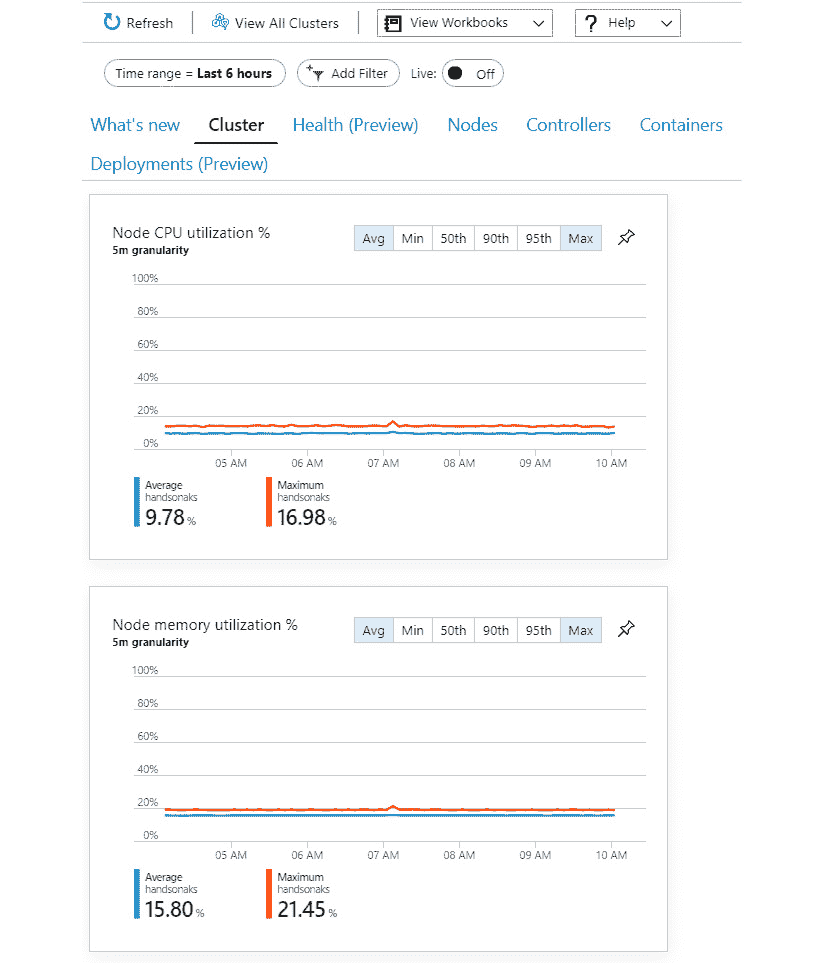 Refresh View All Clusters View Workbooks ? Help
Time range = Last 6 hours Add Filter Live: Off
What's new Cluster Health (Preview) Nodes Controllers Containers
Deployments (Preview)
Node CPU utilization % Avg Min 50th 90th 95th Max
5m granularity
100%
80%
60%
40%
20%
0%
05 AM 06 AM 07 AM 08 AM 09 AM 10 AM
Average Maximum
handsonaks handsonaks
9.78 % 16.98 %
Node memory utilization % Avg Min 50th 90th 95th Max
5m granularity
100%
80%
60%
40%
20%
0%
05 AM 06 AM 07 AM 08 AM 09 AM 10 AM
Average Maximum
handsonaks handsonaks
15.80 % 21.45 %